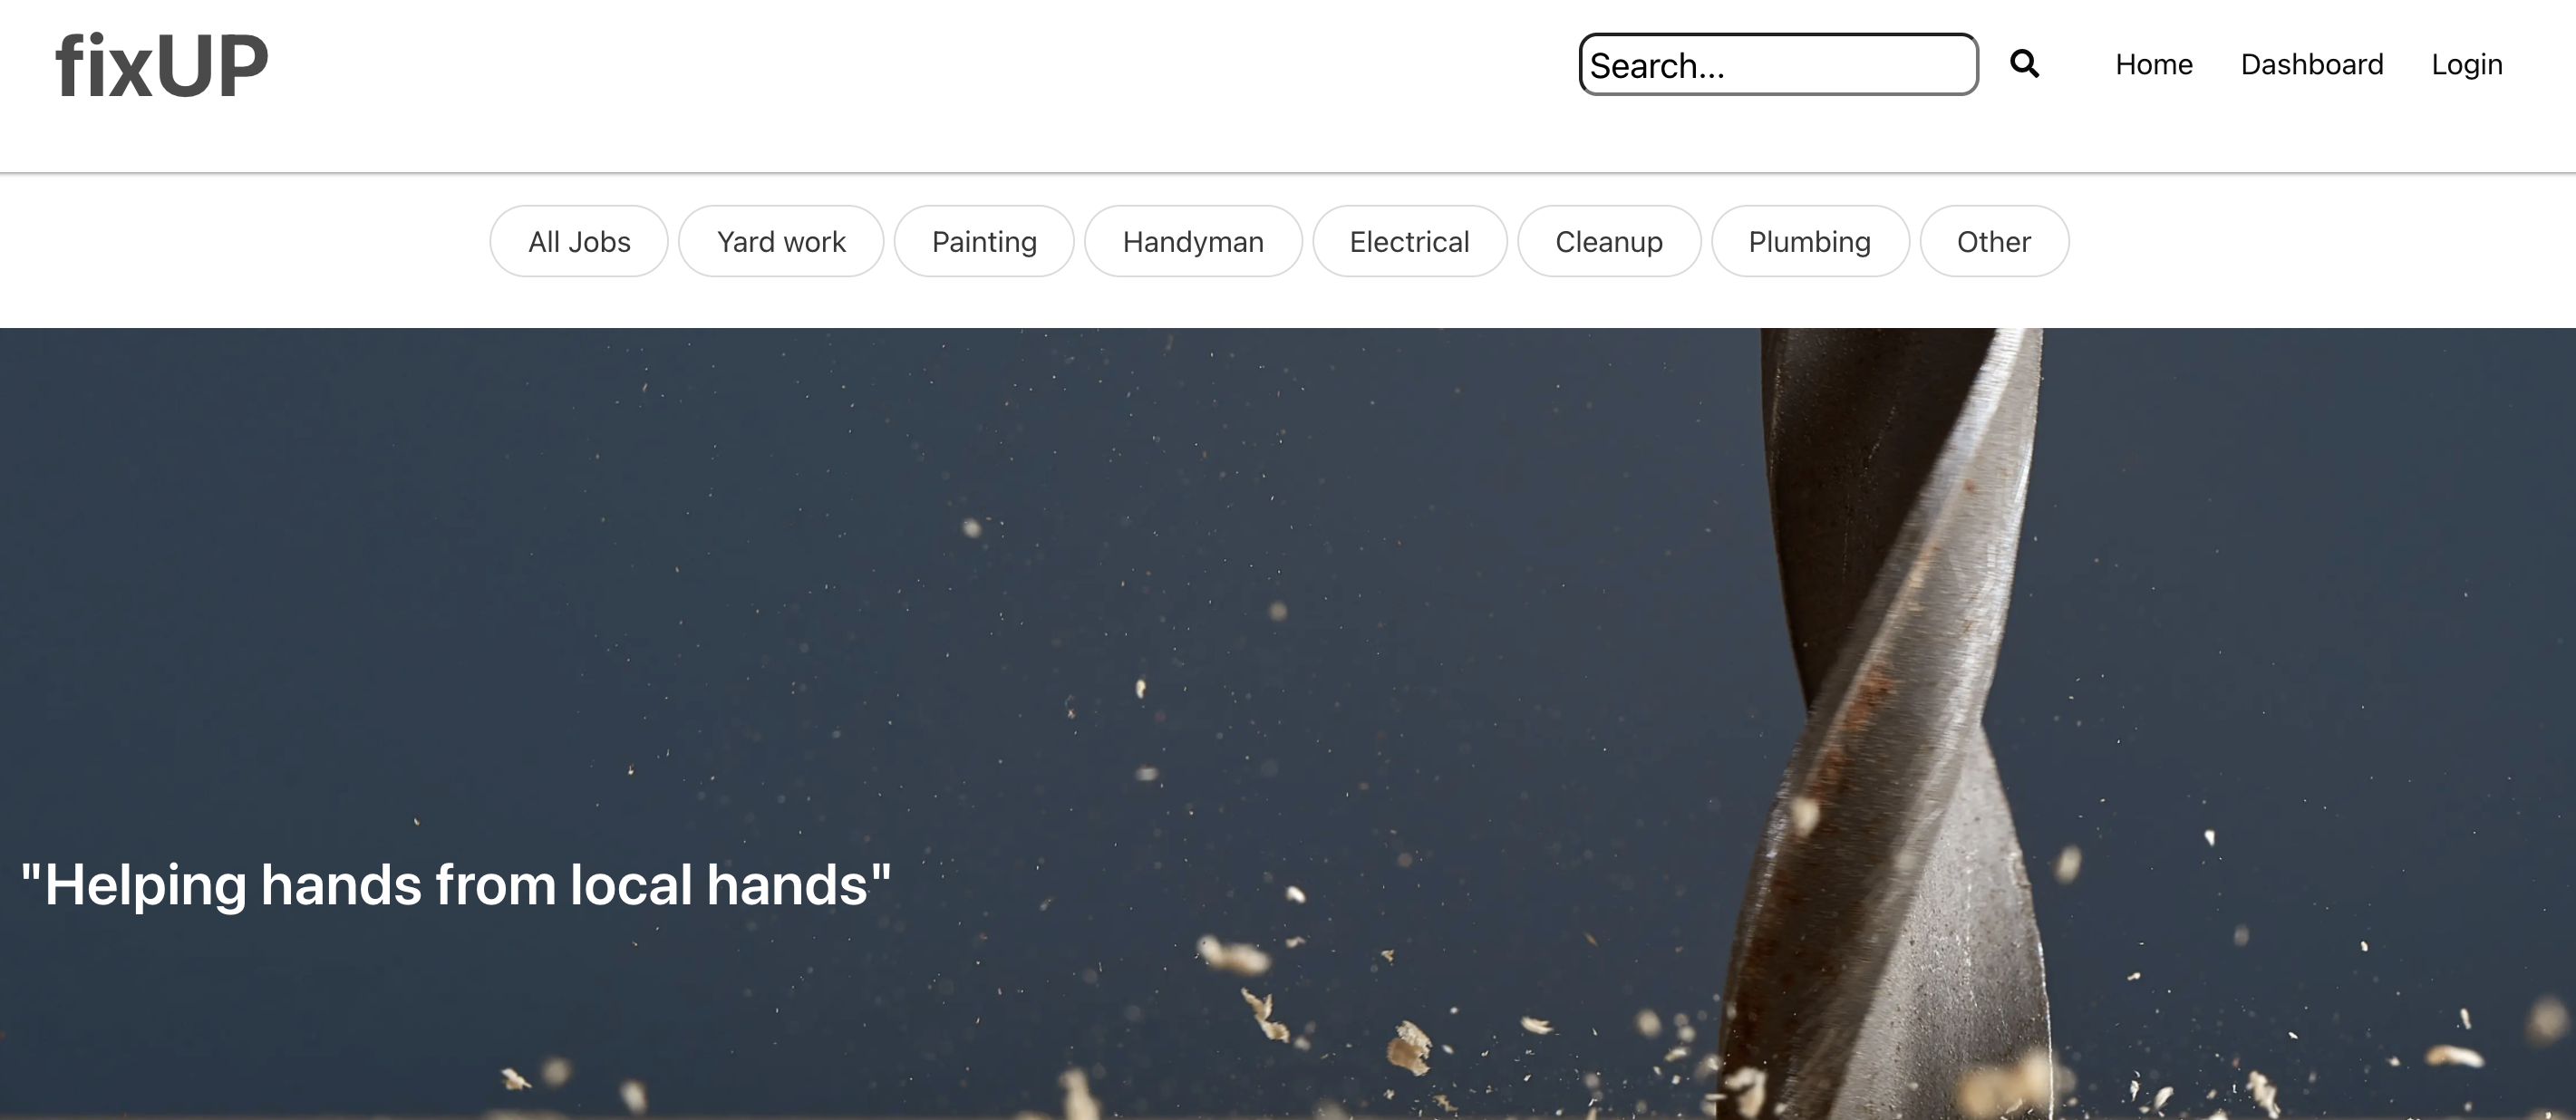 fixUP
Search...
Home Dashboard Login
All Jobs Yard work Painting Handyman Electrical Cleanup Plumbing Other
"Helping hands from local hands"